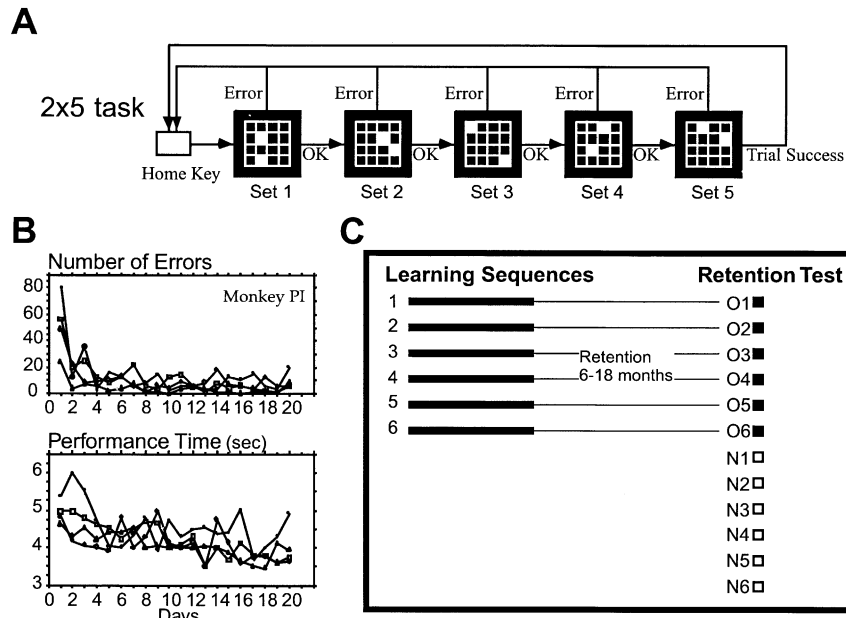 A
2x5 task
Error Error Error Error Error
Home Key
OK OK OK OK Trial Success
Set 1 Set 2 Set 3 Set 4 Set 5
B
Number of Errors
Monkey PI
80
60
40
20
0
0 2 4 6 8 10 12 14 16 18 20
Performance Time (sec)
6
5
4
3
0 2 4 6 8 10 12 14 16 18 20
Days
C
Learning Sequences Retention Test
1 O1
2 O2
3 Retention O3
4 6-18 months O4
5 O5
6 O6
N1
N2
N3
N4
N5
N6